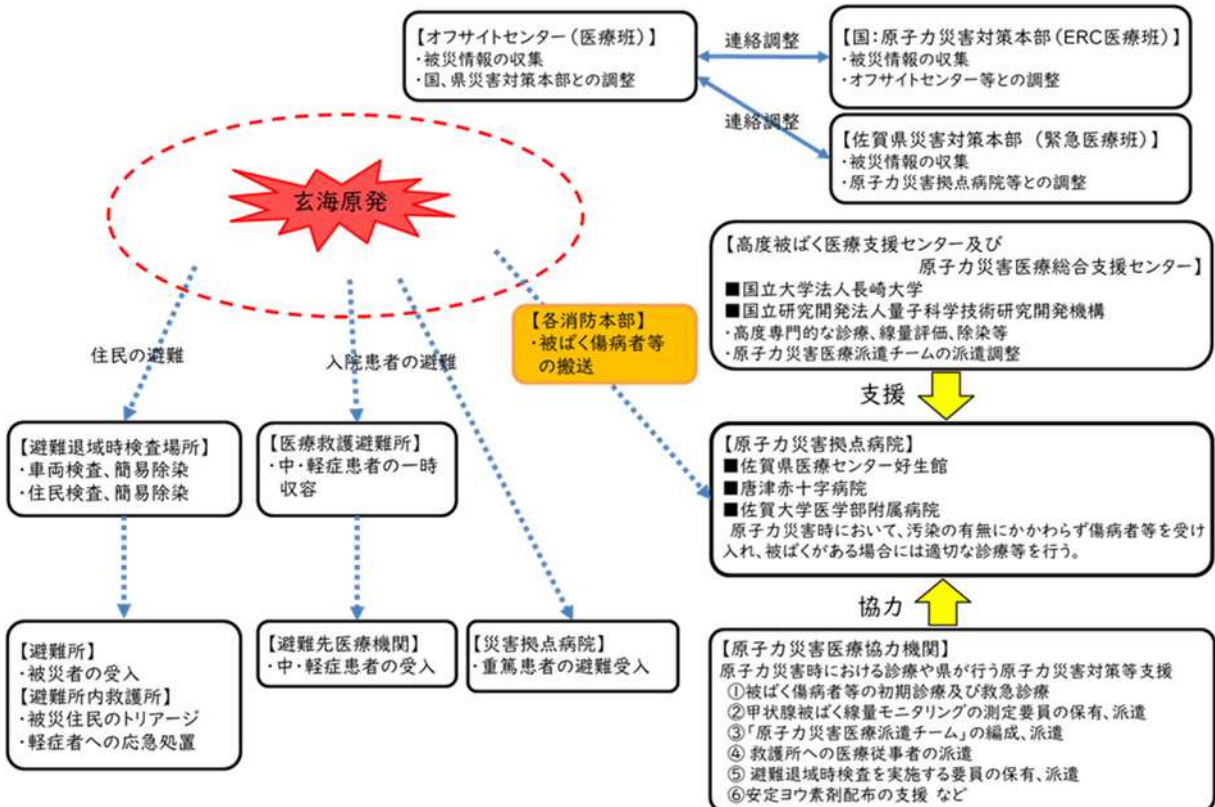 【オフサイトセンター（医療班）】
・被災情報の収集
・国、県災害対策本部との調整
連絡調整
【国：原子力災害対策本部（ERC医療班）】
・被災情報の収集
・オフサイトセンター等との調整
連絡調整
【佐賀県災害対策本部　（緊急医療班）】
・被災情報の収集
・原子力災害拠点病院等との調整
玄海原発
【高度被ばく医療支援センター及び
原子力災害医療総合支援センター】
■国立大学法人長崎大学
■国立研究開発法人量子科学技術研究開発機構
・高度専門的な診療、線量評価、除染等
・原子力災害医療派遣チームの派遣調整
【各消防本部】
・被ばく傷病者等
の搬送
住民の避難
入院患者の避難
支援
【避難退域時検査場所】
・車両検査、簡易除染
・住民検査、簡易除染
【医療救護避難所】
・中・軽症患者の一時
収容
【原子力災害拠点病院】
■佐賀県医療センター好生館
■唐津赤十字病院
■佐賀大学医学部附属病院
原子力災害時において、汚染の有無にかかわらず傷病者等を受け
入れ、被ばくがある場合には適切な診療等を行う。
協力
【避難所】
・被災者の受入
【避難所内救護所】
・被災住民のトリアージ
・軽症者への応急処置
【避難先医療機関】
・中・軽症患者の受入
【災害拠点病院】
・重篤患者の避難受入
【原子力災害医療協力機関】
原子力災害時における診療や県が行う原子力災害対策等支援
①被ばく傷病者等の初期診療及び救急診療
②甲状腺被ばく線量モニタリングの測定要員の保有、派遣
③「原子力災害医療派遣チーム」の編成、派遣
④ 救護所への医療従事者の派遣
⑤ 避難退域時検査を実施する要員の保有、派遣
⑥安定ヨウ素剤配布の支援 など